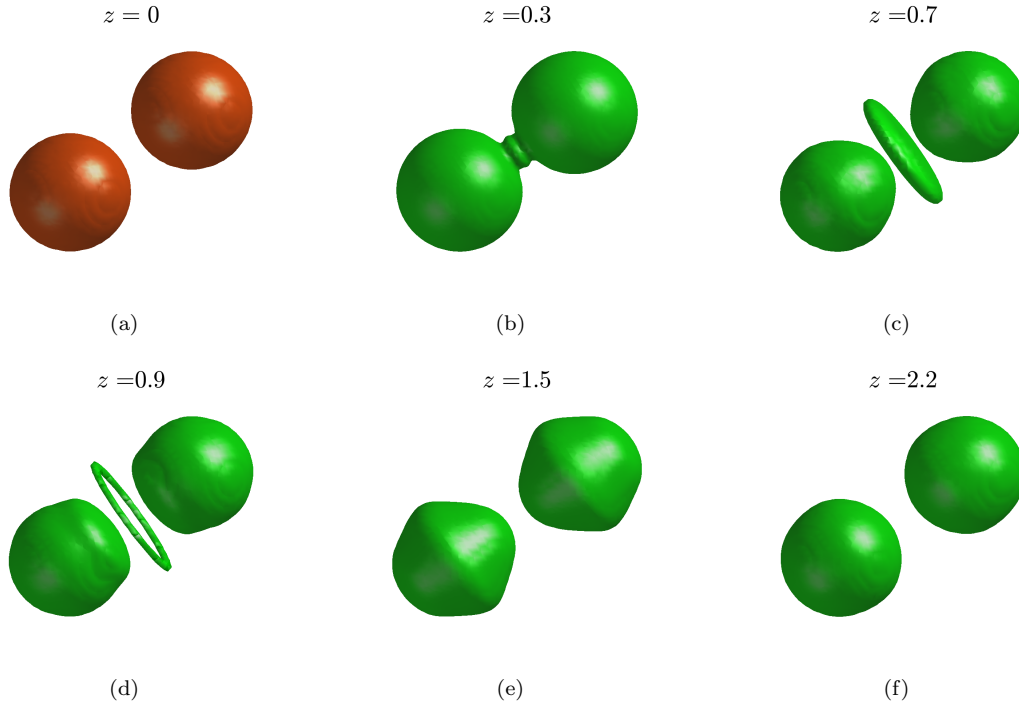 z = 0
z =0.3
z =0.7
(a)
(b)
(c)
z =0.9
z =1.5
z =2.2
(d)
(e)
(f)